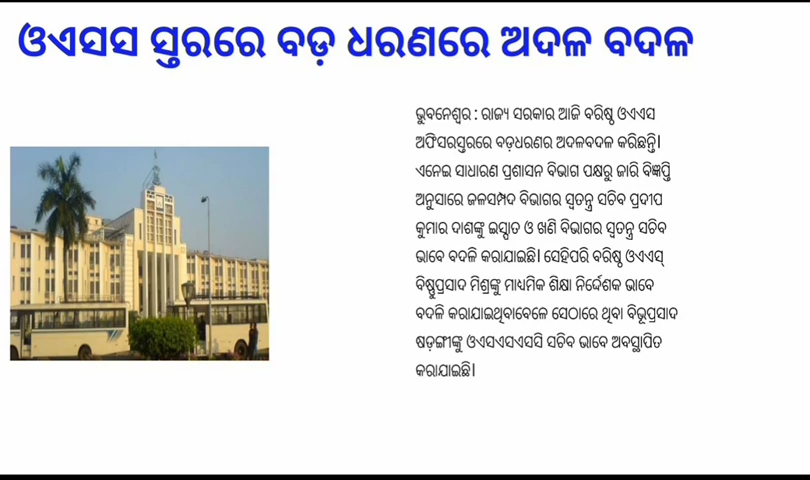 ଓଏସସ ସ୍ତରରେ ବଡ଼ ଧରଣରେ ଅଦଳ ବଦଳ
ଭୁବନେଶ୍ୱର : ରାଜ୍ୟ ସରକାର ଆଜି ବରିଷ୍ଠ ଓଏଏସ
ଅଫିସରସ୍ତରରେ ବଡ଼ଧରଣର ଅଦଳବଦଳ କରିଛନ୍ତି।
ଏନେଇ ସାଧାରଣ ପ୍ରଶାସନ ବିଭାଗ ପକ୍ଷରୁ ଜାରି ବିଜ୍ଞପ୍ତି
ଅନୁସାରେ ଜଳସମ୍ପଦ ବିଭାଗର ସ୍ୱତନ୍ତ୍ର ସଚିବ ପ୍ରଦୀପ
କୁମାର ଦାଶଙ୍କୁ ଇସ୍ପାତ ଓ ଖଣି ବିଭାଗର ସ୍ୱତନ୍ତ୍ର ସଚିବ
ଭାବେ ବଦଳି କରାଯାଇଛି। ସେହିପରି ବରିଷ୍ଠ ଓଏଏସ୍
ବିଷ୍ଣୁପ୍ରସାଦ ମିଶ୍ରଙ୍କୁ ମାଧ୍ୟମିକ ଶିକ୍ଷା ନିର୍ଦ୍ଦେଶକ ଭାବେ
ବଦଳି କରାଯାଇଥିବାବେଳେ ସେଠାରେ ଥିବା ବିଭୂପ୍ରସାଦ
ଷଡ଼ଙ୍ଗୀଙ୍କୁ ଓଏସଏସଏସସି ସଚିବ ଭାବେ ଅବସ୍ଥାପିତ
କରାଯାଇଛି।